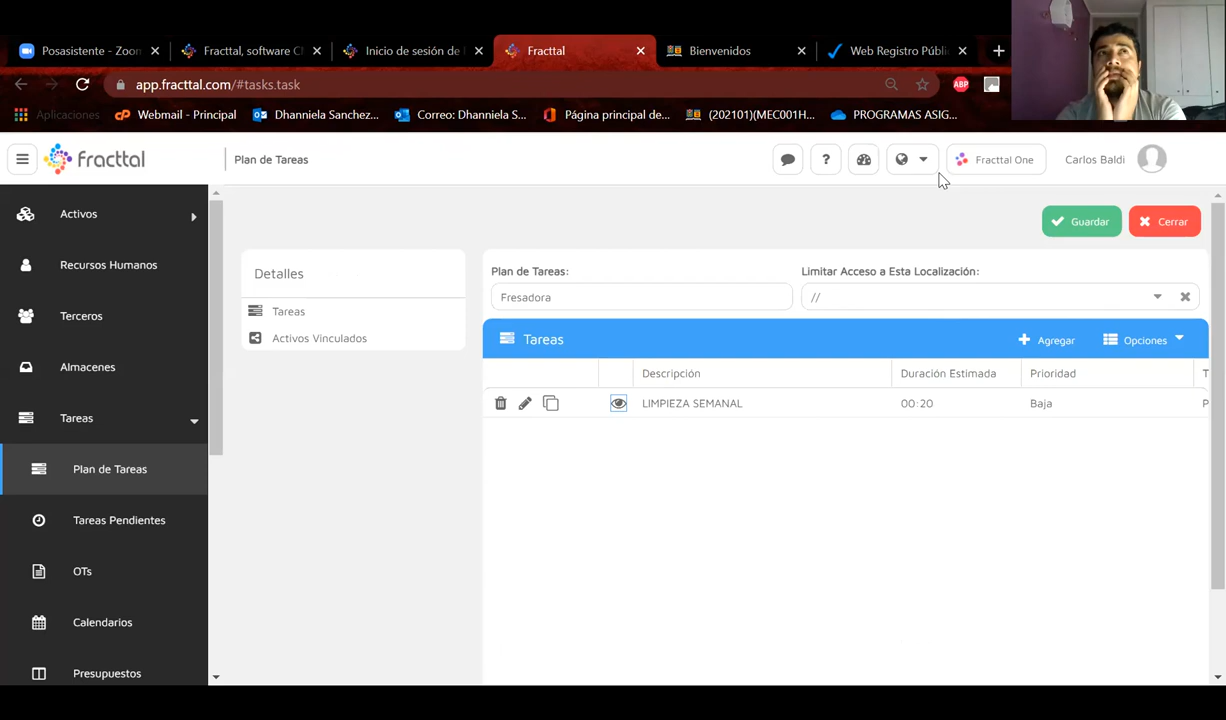 Posasistente - Zoon
Fracttal, software C
Inicio de sesión de
Fracttal
Bienvenidos
Web Registro Públi
app.fracttal.com/#tasks.task
ABP
Aplicaciones
Webmail - Principal
Dhanniela Sanchez...
Correo: Dhanniela S...
Página principal de...
(202101)(MEC001H...
PROGRAMAS ASIG...
fracttal
Plan de Tareas
?
Fracttal One
Carlos Baldi
Activos
Recursos Humanos
Terceros
Almacenes
Tareas
Plan de Tareas
Tareas Pendientes
OTs
Calendarios
Presupuestos
Guardar
Cerrar
Detalles
Tareas
Activos Vinculados
Plan de Tareas:
Limitar Acceso a Esta Localización:
Fresadora
//
Tareas
Agregar
Opciones
Descripción
Duración Estimada
Prioridad
T
LIMPIEZA SEMANAL
00:20
Baja
P